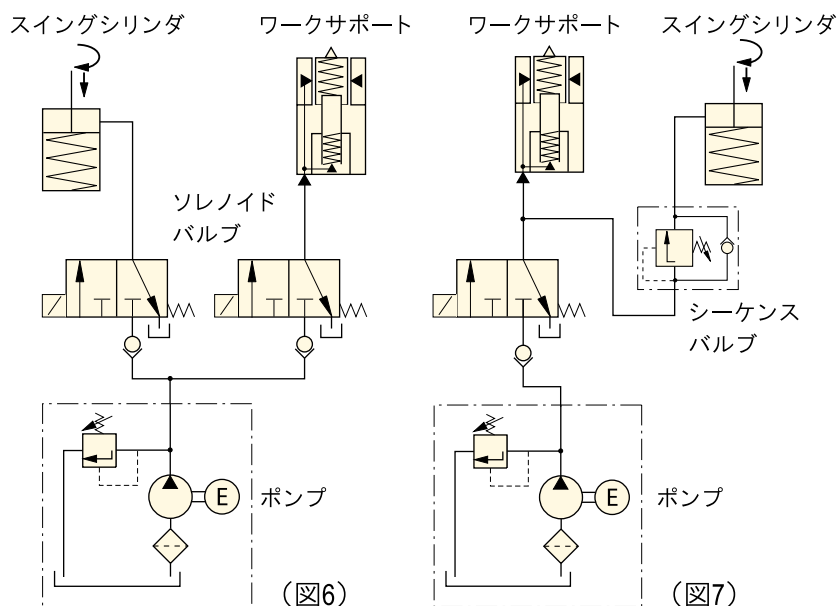 スイングシリンダ
ワークサポート
ワークサポート
スイングシリンダ
ソレノイド
バルブ
シーケンス
バルブ
E
ポンプ
E
ポンプ
(図6)
(図7)